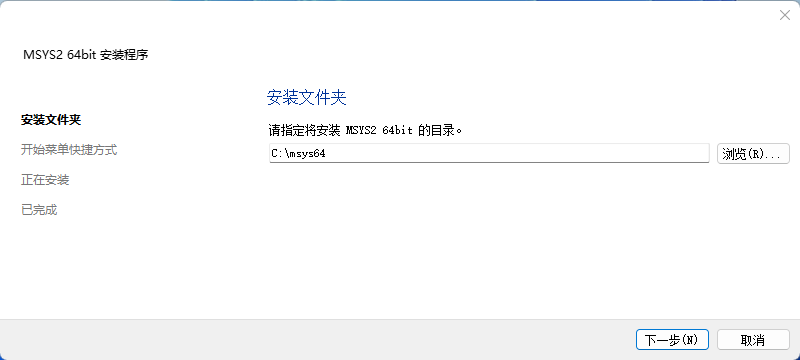 MSYS2 64bit 安装程序
安装文件夹
安装文件夹
开始菜单快捷方式
正在安装
已完成
请指定将安装 MSYS2 64bit 的目录。
C:\msys64
浏览(R)...
下一步(N)
取消